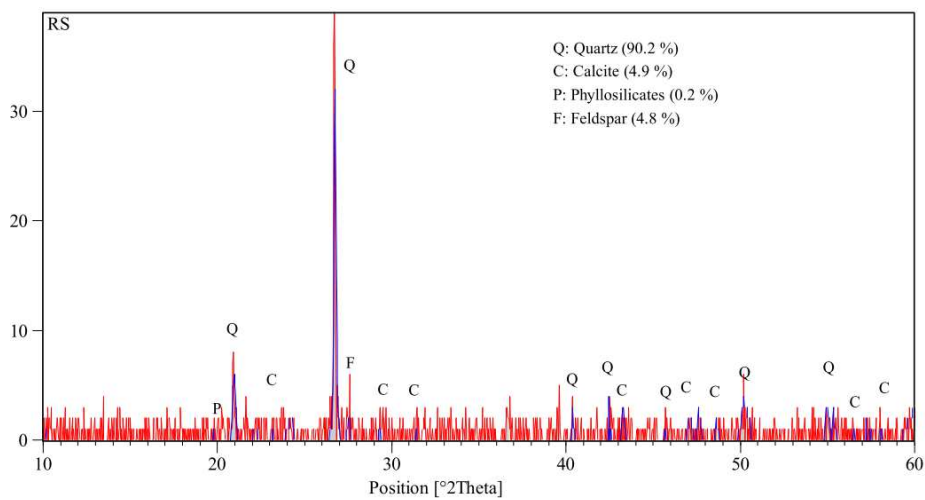 RS
Q: Quartz (90.2 %)
C: Calcite (4.9 %)
P: Phyllosilicates (0.2 %)
F: Feldspar (4.8 %)
Q
30
20
10
0
Q
P
C
F
C
C
Q
Q
C
Q
C
C
Q
Q
C
C
10
20
30
40
50
60
Position [°2Theta]